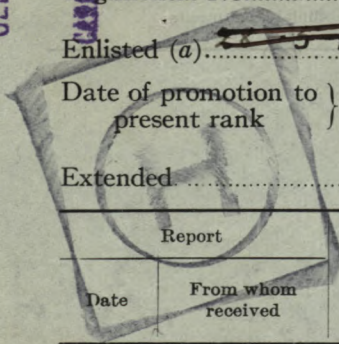 Enlisted (a)
Date of promotion to
present rank
Extended
H
Report
Date
From whom
received